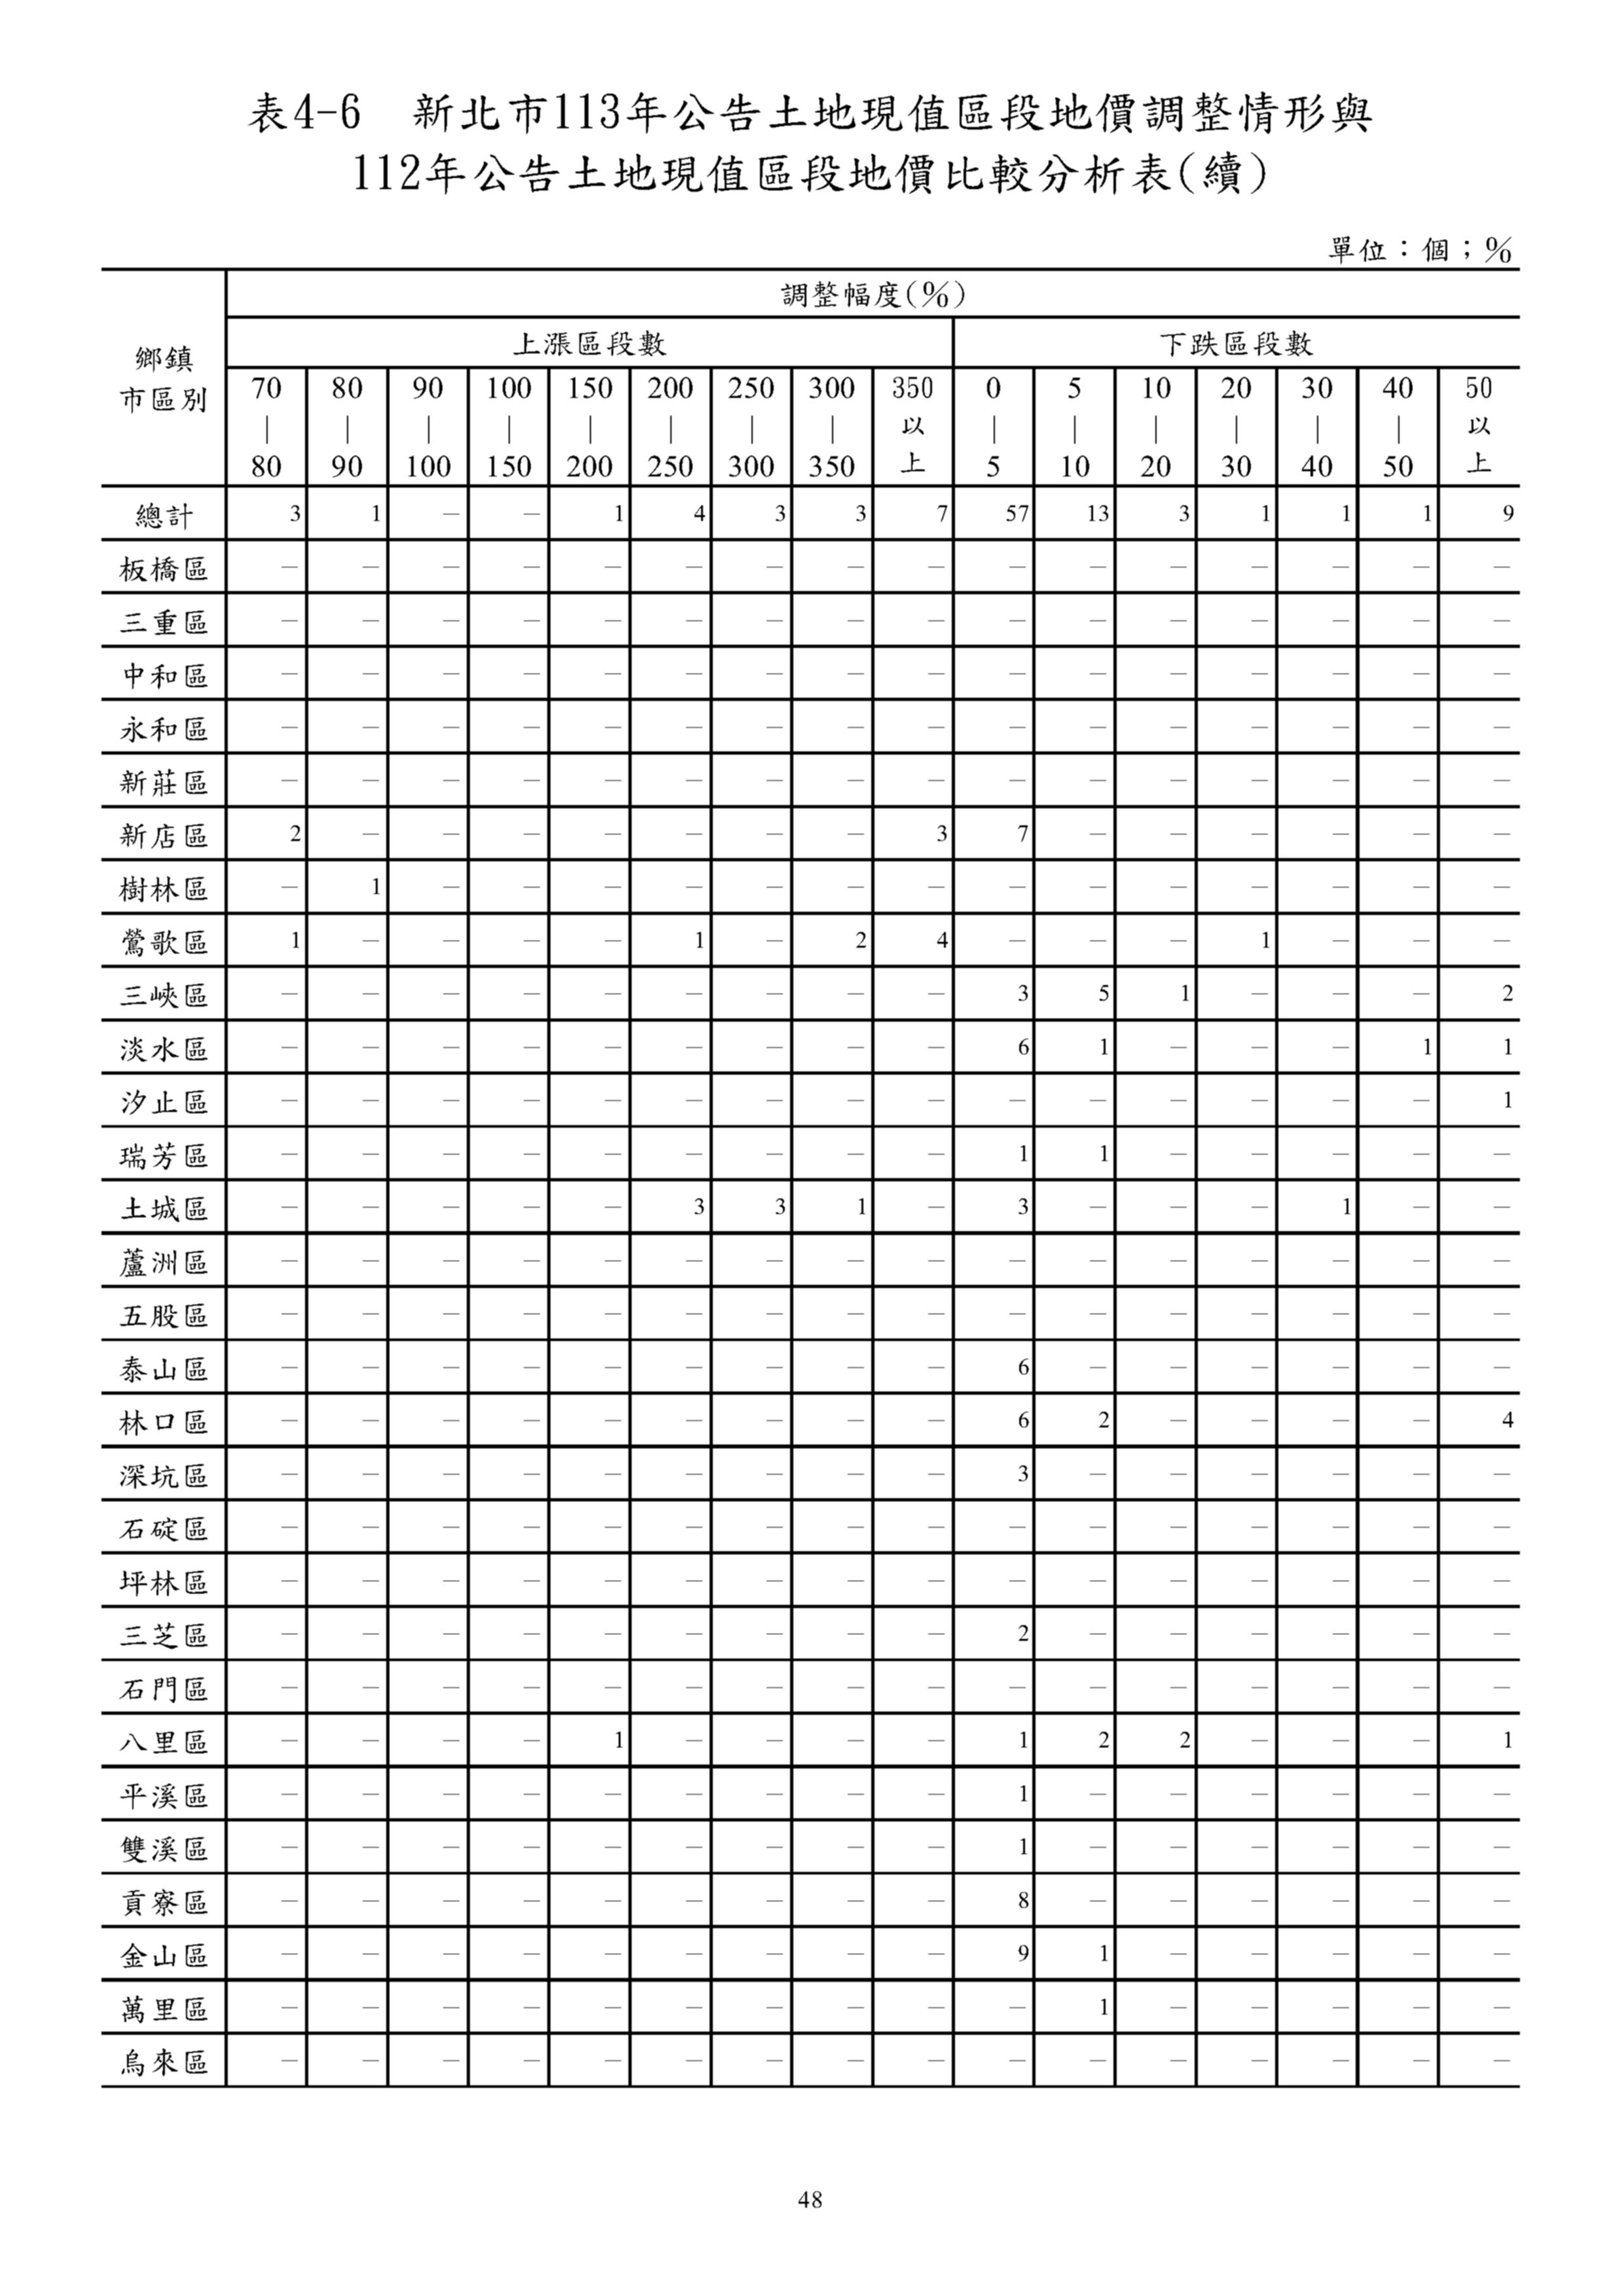 表4-6　新北市113年公告土地現值區段地價調整情形與
112年公告土地現值區段地價比較分析表(續)
單位：個；%
鄉鎮市區別 調整幅度(%)
上漲區段數 下跌區段數
70｜80 80｜90 90｜100 100｜150 150｜200 200｜250 250｜300 300｜350 350以上 0｜5 5｜10 10｜20 20｜30 30｜40 40｜50 50以上
總計 3 1 — — 1 4 3 3 7 57 13 3 1 1 1 9
板橋區 — — — — — — — — — — — — — — — —
三重區 — — — — — — — — — — — — — — — —
中和區 — — — — — — — — — — — — — — — —
永和區 — — — — — — — — — — — — — — — —
新莊區 — — — — — — — — — — — — — — — —
新店區 2 — — — — — — — 3 7 — — — — — —
樹林區 — 1 — — — — — — — — — — — — — —
鶯歌區 1 — — — — 1 — 2 4 — — — 1 — — —
三峽區 — — — — — — — — — 3 5 1 — — — 2
淡水區 — — — — — — — — — 6 1 — — — 1 1
汐止區 — — — — — — — — — — — — — — — 1
瑞芳區 — — — — — — — — — 1 1 — — — — —
土城區 — — — — — 3 3 1 — 3 — — — 1 — —
蘆洲區 — — — — — — — — — — — — — — — —
五股區 — — — — — — — — — — — — — — — —
泰山區 — — — — — — — — — 6 — — — — — —
林口區 — — — — — — — — — 6 2 — — — — 4
深坑區 — — — — — — — — — 3 — — — — — —
石碇區 — — — — — — — — — — — — — — — —
坪林區 — — — — — — — — — — — — — — — —
三芝區 — — — — — — — — — 2 — — — — — —
石門區 — — — — — — — — — — — — — — — —
八里區 — — — — 1 — — — — 1 2 2 — — — 1
平溪區 — — — — — — — — — 1 — — — — — —
雙溪區 — — — — — — — — — 1 — — — — — —
貢寮區 — — — — — — — — — 8 — — — — — —
金山區 — — — — — — — — — 9 1 — — — — —
萬里區 — — — — — — — — — — 1 — — — — —
烏來區 — — — — — — — — — — — — — — — —
48